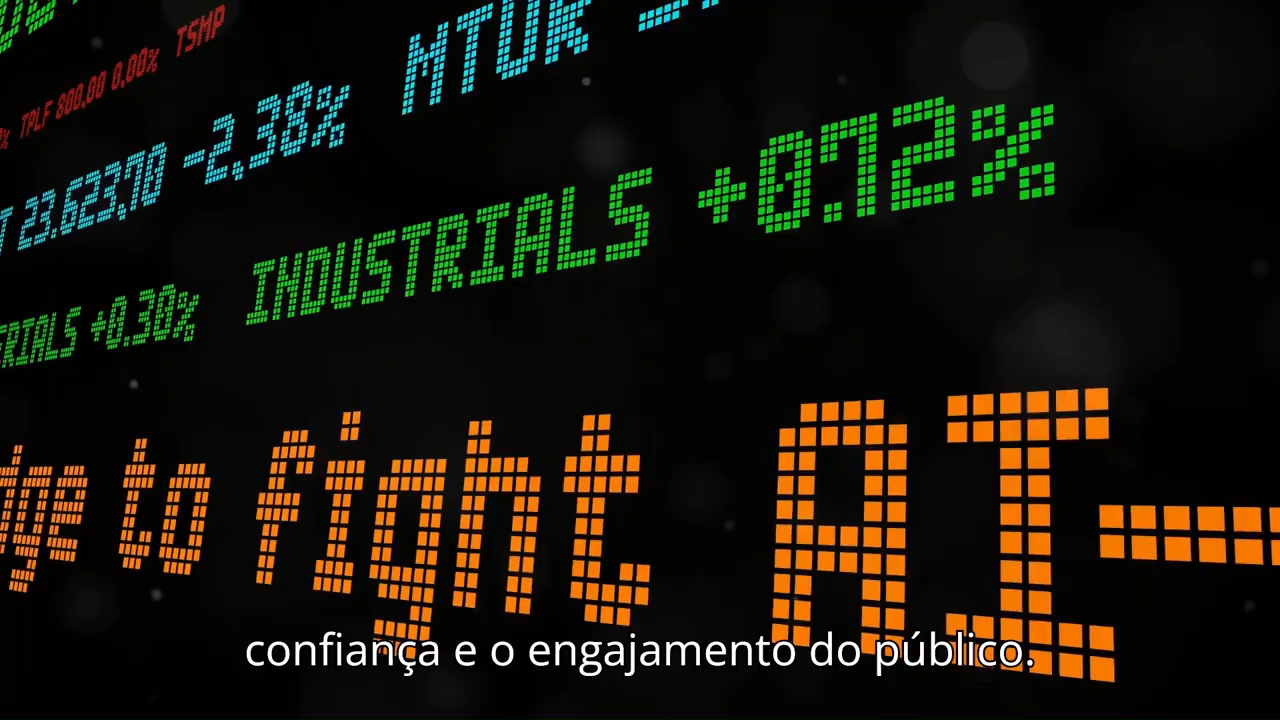 TPLF 800,00 0.00% TSMP
23.623,70 -2,38% MTUR
+0.30% INDUSTRIALS +0.72%
to fight AI-
confiança e o engajamento do público.